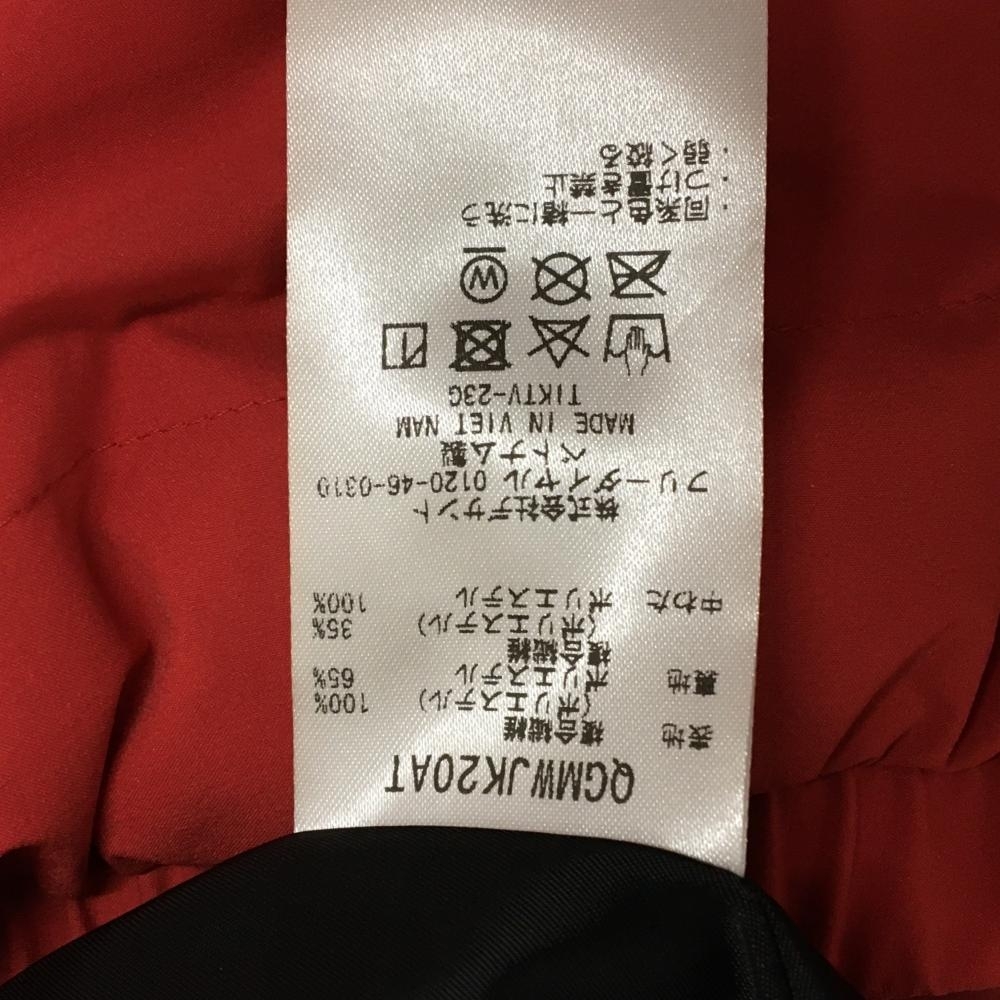 QGMWJK20AT
表地 複合繊維
(ポリエステル) 100%
裏地 ポリエステル 65%
複合繊維
(ポリエステル) 35%
中わた ポリエステル 100%
株式会社デサント
フリーダイヤル 0120-46-0310
ベトナム製
MADE IN VIET NAM
TIKTV-23G
W
・同系色と一緒に洗う
・つけ置き禁止
・弱く絞る